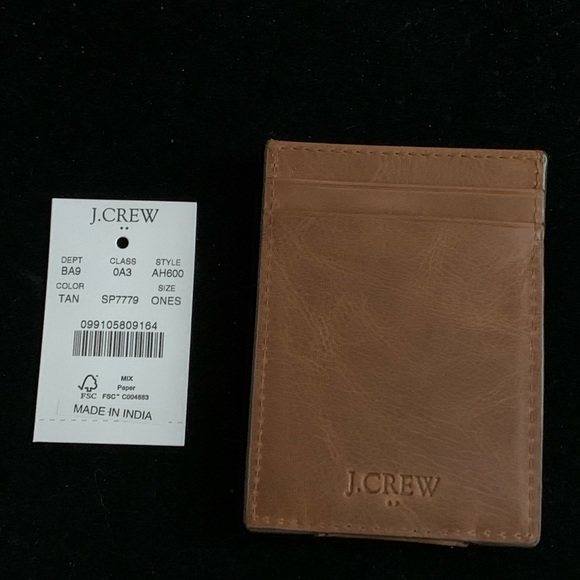 J.CREW
DEPT CLASS STYLE
BA9 0A3 AH600
COLOR SIZE
TAN SP7779 ONES
099105809164
MIX
Paper
FSC FSC™ C004683
MADE IN INDIA
J.CREW